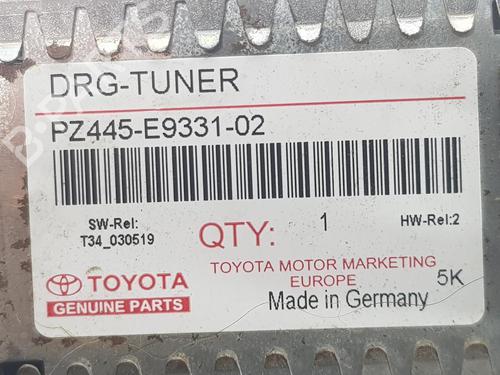 DRG-TUNER
PZ445-E9331-02
SW-Rel:
T34_030519
QTY:
1
HW-Rel:2
TOYOTA
GENUINE PARTS
TOYOTA MOTOR MARKETING
EUROPE
5K
Made in Germany